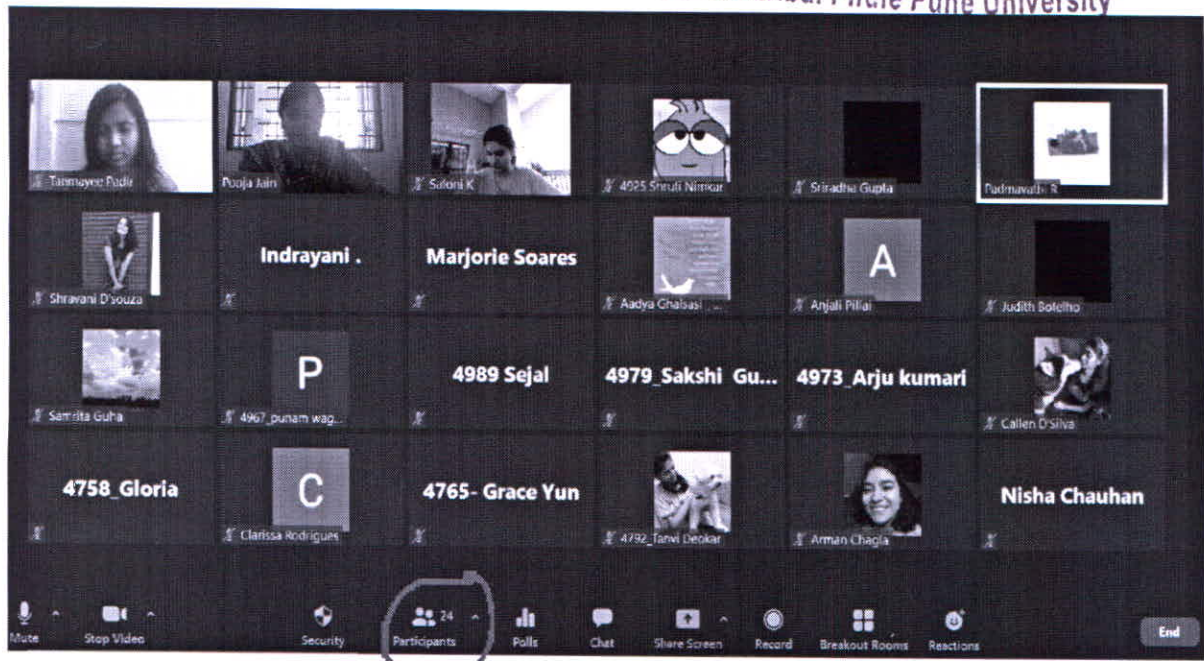 Phule Pune University
Tanmayee Padir
Pooja Jain
Saloni K
4925 Shruti Nimkar
Sriradha Gupta
Padmavathi R
Shravani D'souza
Indrayani .
Marjorie Soares
Aadya Ghaisasi ...
A
Anjali Pillai
Judith Botelho
Samrita Guha
P
4967_punam wag...
4989 Sejal
4979_Sakshi Gu...
4973_Arju kumari
Callen D'Silva
4758_Gloria
C
Clarissa Rodrigues
4765- Grace Yun
4792_Tanvi Deokar
Arman Chagla
Nisha Chauhan
Mute
Stop Video
Security
24
Participants
Polls
Chat
Share Screen
Record
Breakout Rooms
Reactions
End